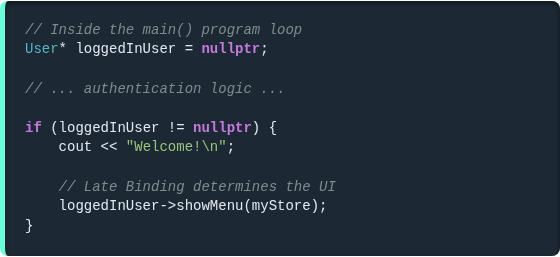 // Inside the main() program loop
User* loggedInUser = nullptr;
// ... authentication logic ...
if (loggedInUser != nullptr) {
    cout << "Welcome!\n";
    // Late Binding determines the UI
    loggedInUser->showMenu(myStore);
}